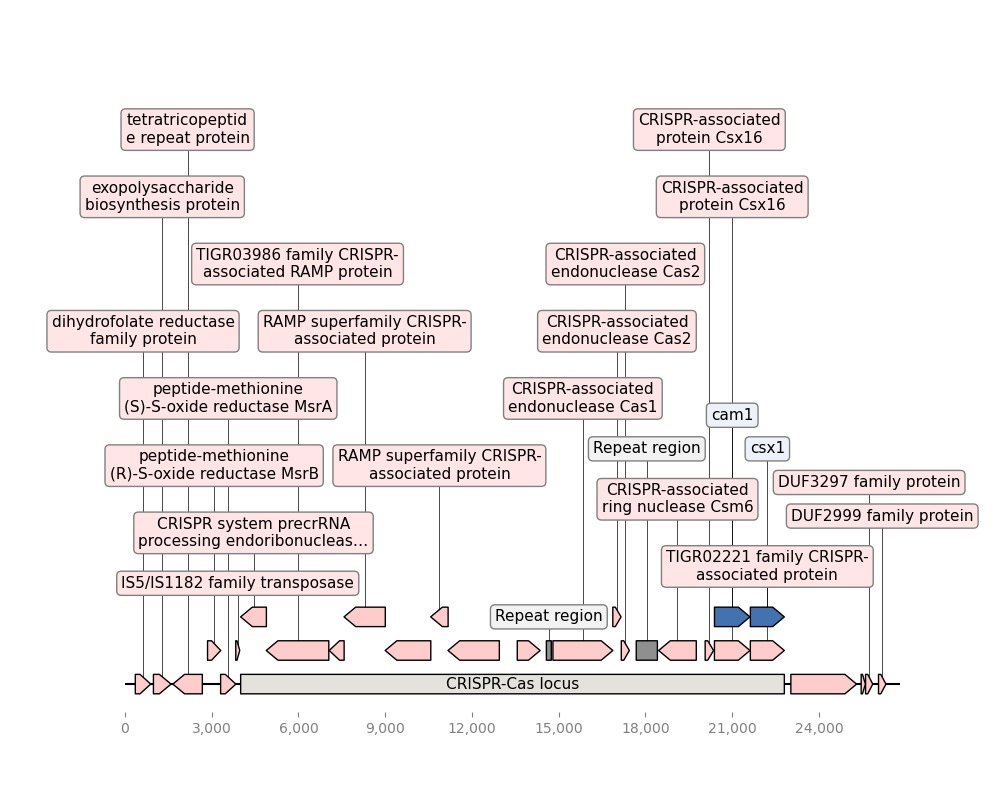 tetratricopeptid
e repeat protein
CRISPR-associated
protein Csx16
exopolysaccharide
biosynthesis protein
CRISPR-associated
protein Csx16
TIGR03986 family CRISPR-
associated RAMP protein
CRISPR-associated
endonuclease Cas2
dihydrofolate reductase
family protein
RAMP superfamily CRISPR-
associated protein
CRISPR-associated
endonuclease Cas2
peptide-methionine
(S)-S-oxide reductase MsrA
CRISPR-associated
endonuclease Cas1
cam1
peptide-methionine
(R)-S-oxide reductase MsrB
RAMP superfamily CRISPR-
associated protein
Repeat region
csx1
DUF3297 family protein
CRISPR-associated
ring nuclease Csm6
DUF2999 family protein
CRISPR system precrRNA
processing endoribonucleas...
TIGR02221 family CRISPR-
associated protein
IS5/IS1182 family transposase
Repeat region
CRISPR-Cas locus
0 3,000 6,000 9,000 12,000 15,000 18,000 21,000 24,000